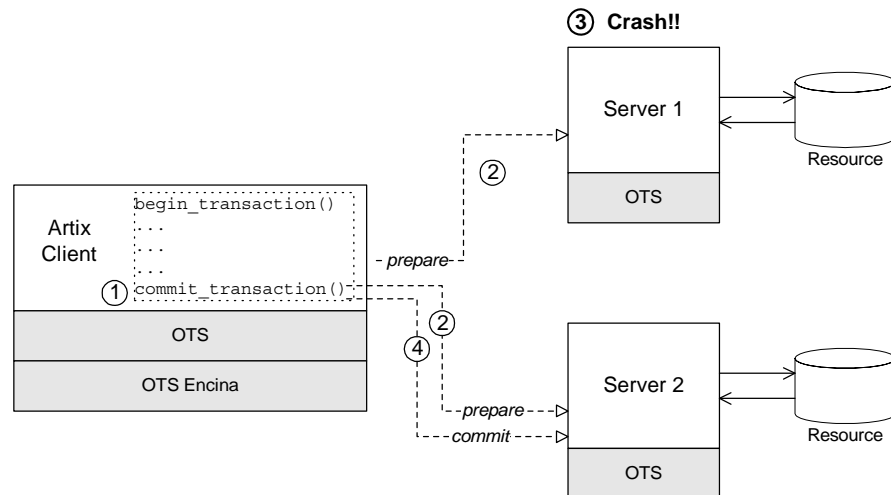 3 Crash!!
Server 1
OTS
Resource
2
Artix
Client
begin_transaction()
...
...
...
1 commit_transaction()
prepare
OTS
OTS Encina
2
4
prepare
commit
Server 2
OTS
Resource